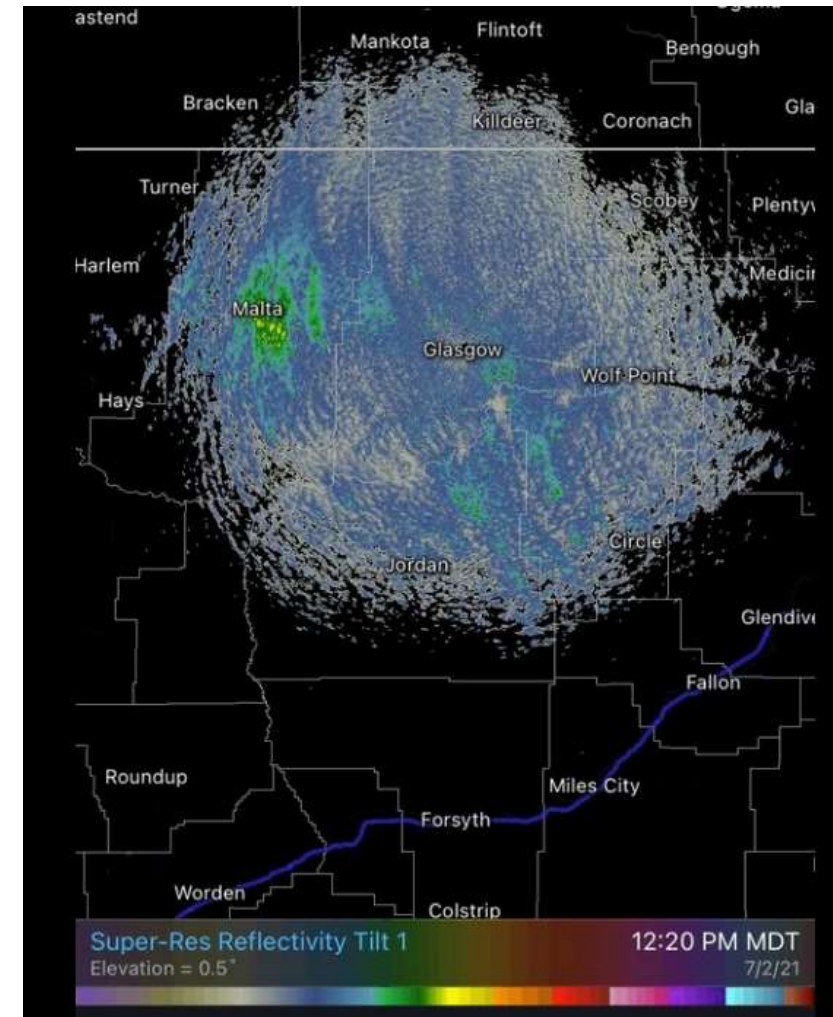 astend
Mankota
Flintoft
Bengough
Bracken
Killdeer
Coronach
Gla
Turner
Scobey
Plentyv
Harlem
Medicir
Malta
Glasgow
Wolf-Point
Hays
Jordan
Circle
Glendive
Fallon
Roundup
Miles City
Forsyth
Worden
Colstrip
Super-Res Reflectivity Tilt 1
12:20 PM MDT
Elevation = 0.5°
7/2/21